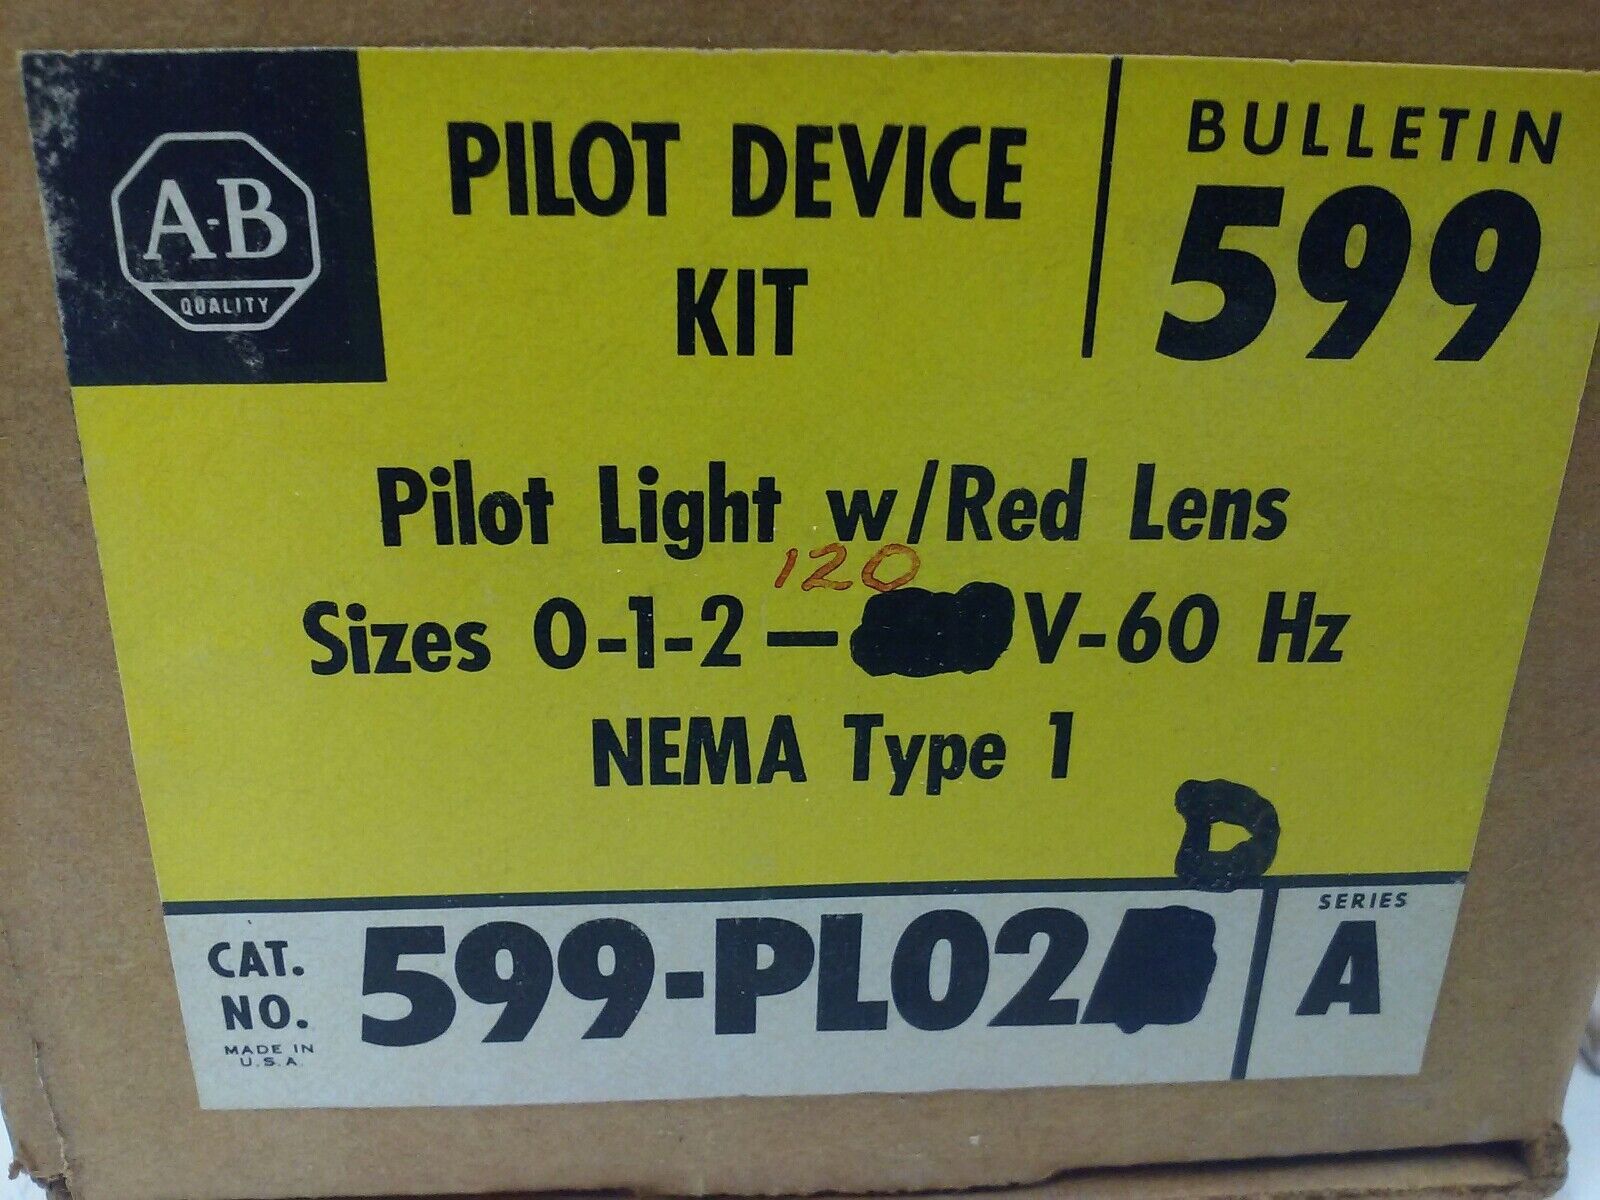 A-B
QUALITY
PILOT DEVICE
KIT
BULLETIN
599
Pilot Light w/Red Lens
120
Sizes 0-1-2 — V-60 Hz
NEMA Type 1
D
CAT.
NO.
599-PL02
MADE IN
U.S.A.
SERIES
A